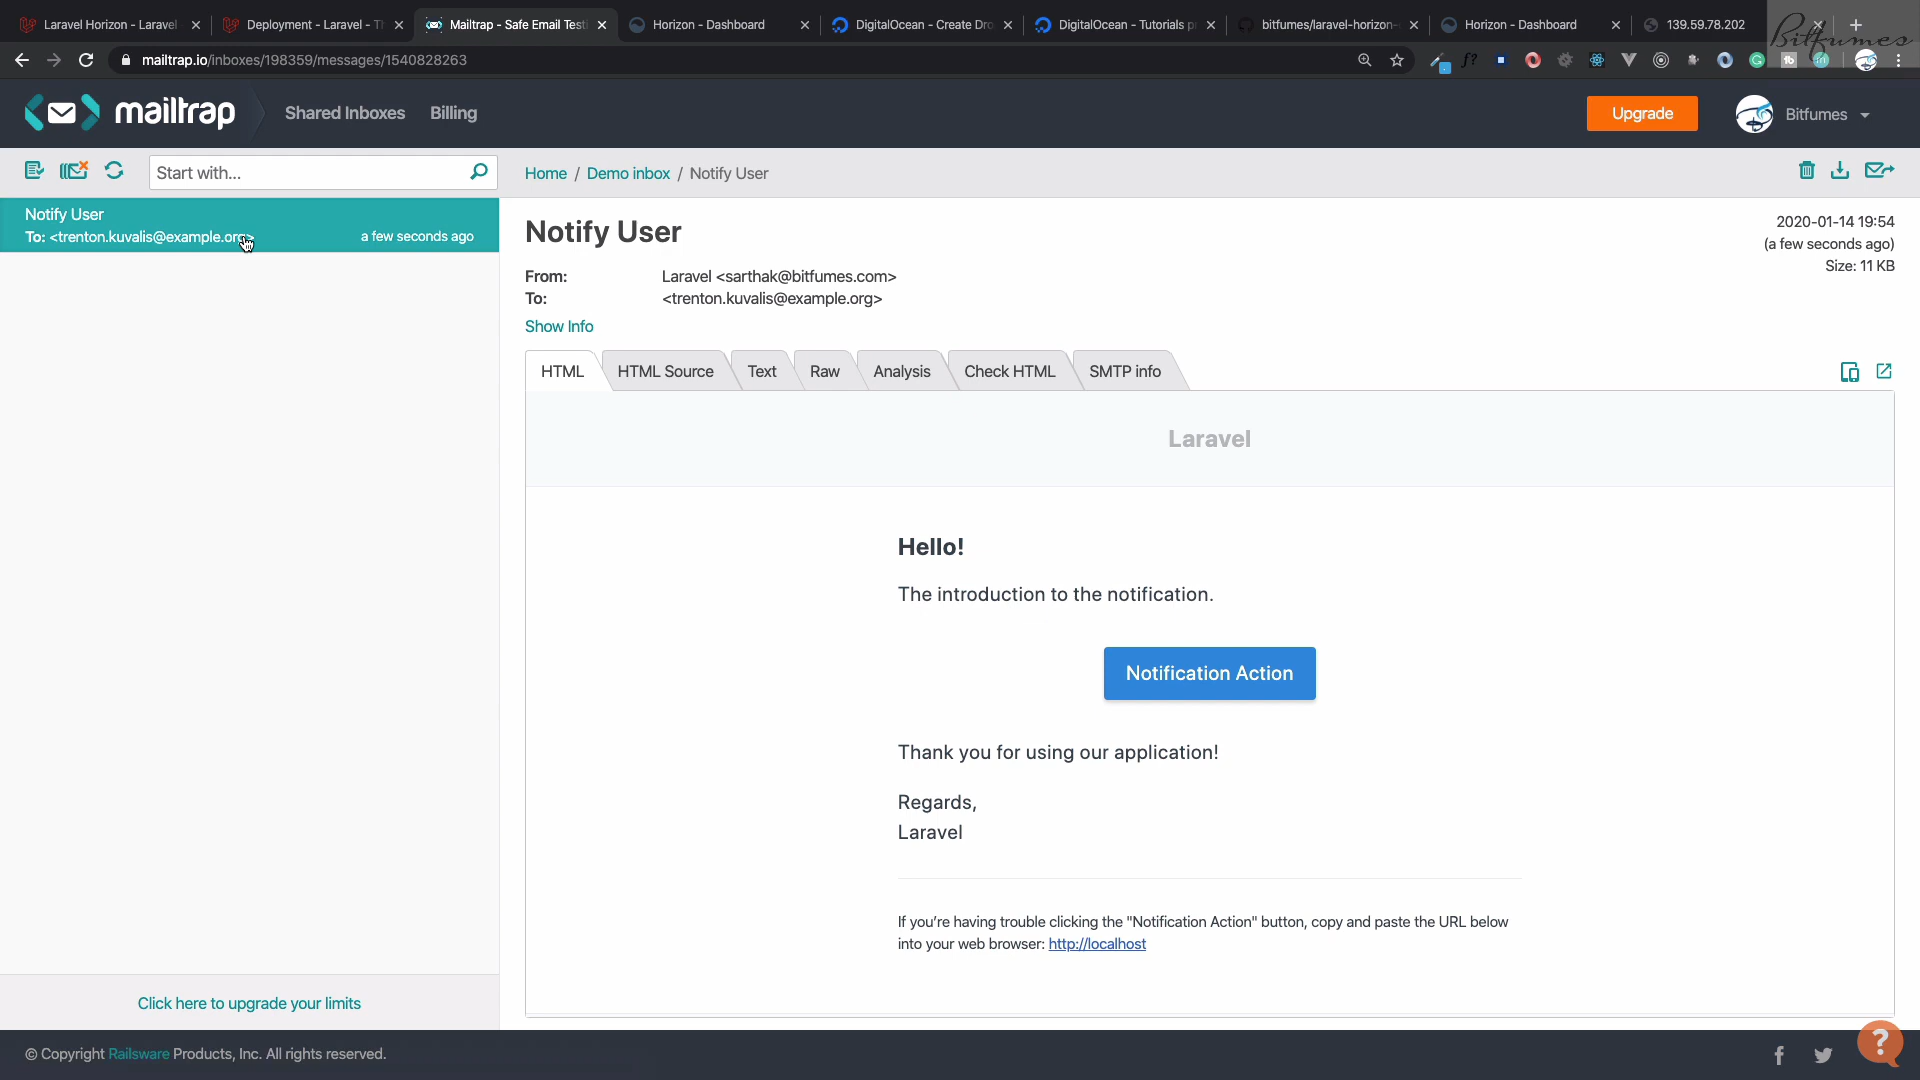 Laravel Horizon - Laravel
Deployment - Laravel - Th
Mailtrap - Safe Email Testi
Horizon - Dashboard
DigitalOcean - Create Dro
DigitalOcean - Tutorials p
bitfumes/laravel-horizon-
Horizon - Dashboard
139.59.78.202
Bitfumes
mailtrap.io/inboxes/198359/messages/1540828263
f?
tb
mailtrap
Shared Inboxes
Billing
Upgrade
Bitfumes
Start with...
Home / Demo inbox / Notify User
Notify User
To: <trenton.kuvalis@example.org>
a few seconds ago
Notify User
2020-01-14 19:54
(a few seconds ago)
Size: 11 KB
From: Laravel <sarthak@bitfumes.com>
To: <trenton.kuvalis@example.org>
Show Info
HTML
HTML Source
Text
Raw
Analysis
Check HTML
SMTP info
Laravel
Hello!
The introduction to the notification.
Notification Action
Thank you for using our application!
Regards,
Laravel
If you're having trouble clicking the "Notification Action" button, copy and paste the URL below
into your web browser: http://localhost
Click here to upgrade your limits
© Copyright Railsware Products, Inc. All rights reserved.
?